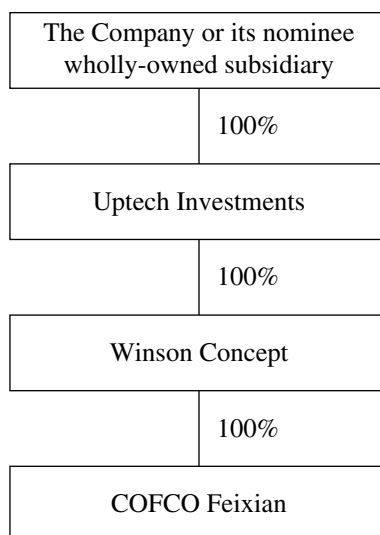 The Company or its nominee
wholly-owned subsidiary
100%
Uptech Investments
100%
Winson Concept
100%
COFCO Feixian